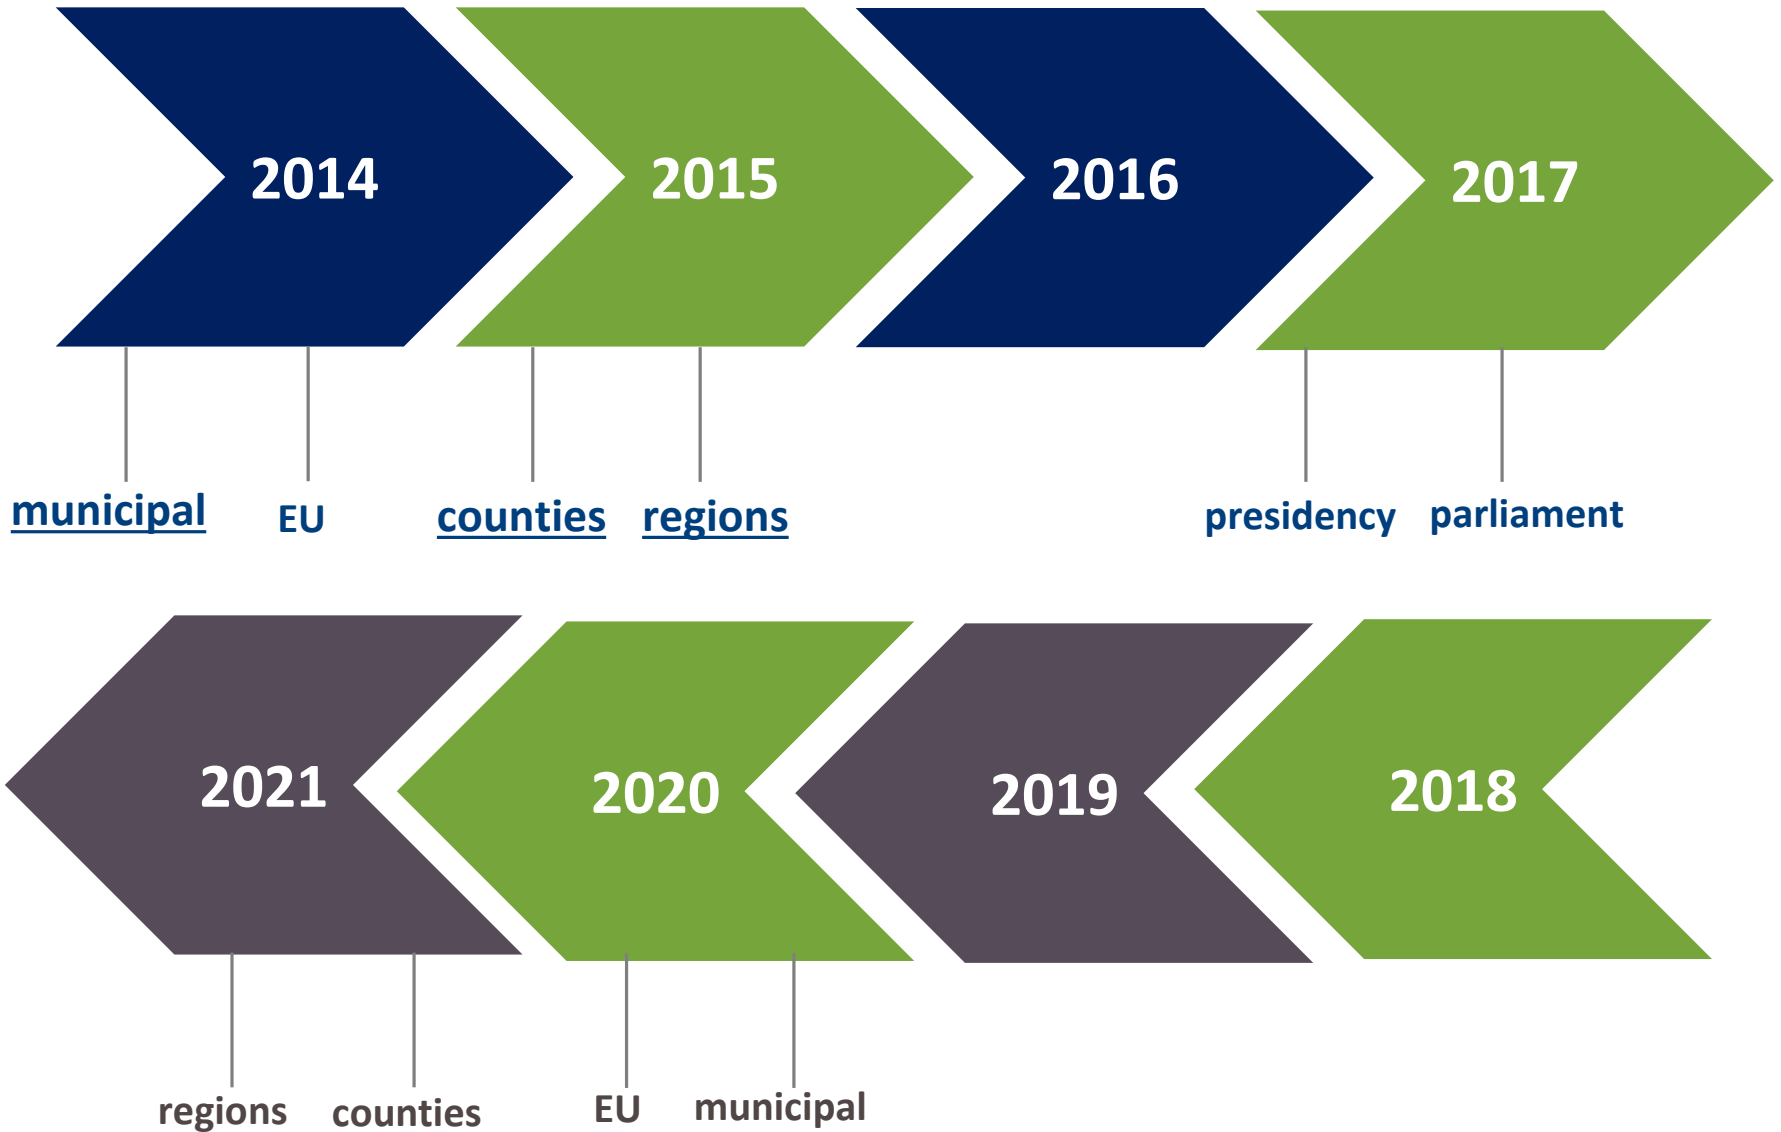 2014
2015
2016
2017
municipal
EU
counties
regions
presidency
parliament
2021
2020
2019
2018
regions
counties
EU
municipal